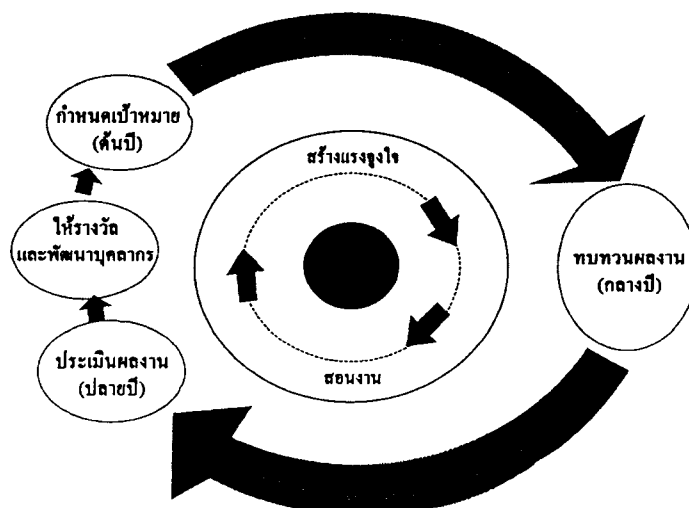 กำหนดเป้าหมาย
(ต้นปี)
สร้างแรงจูงใจ
ให้รางวัล
และพัฒนาบุคลากร
ทบทวนผลงาน
(กลางปี)
ประเมินผลงาน
(ปลายปี)
สอนงาน